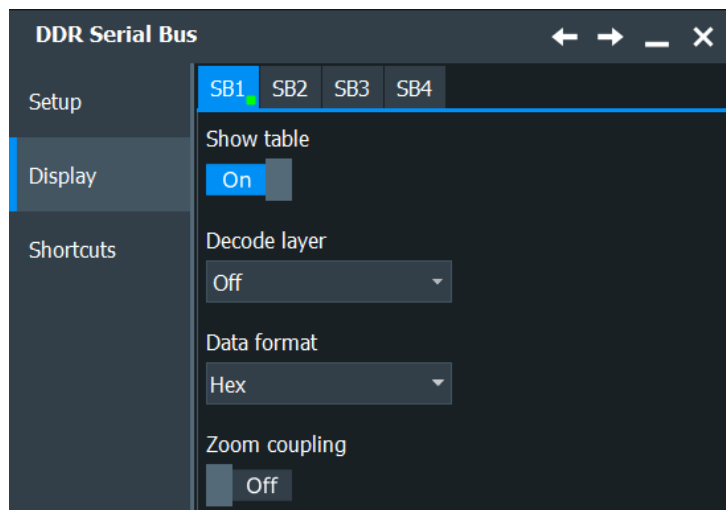 DDR Serial Bus
Setup
Display
Shortcuts
SB1 SB2 SB3 SB4
Show table
On
Decode layer
Off
Data format
Hex
Zoom coupling
Off